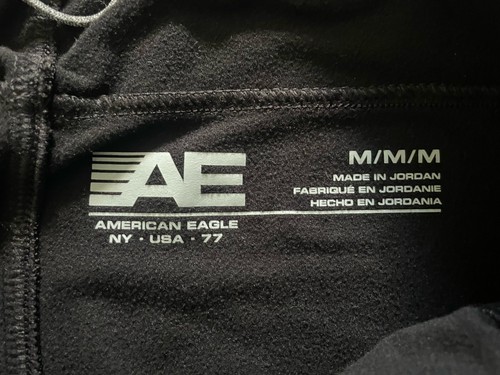 AE
AMERICAN EAGLE
NY · USA · 77
M/M/M
MADE IN JORDAN
FABRIQUÉ EN JORDANIE
HECHO EN JORDANIA